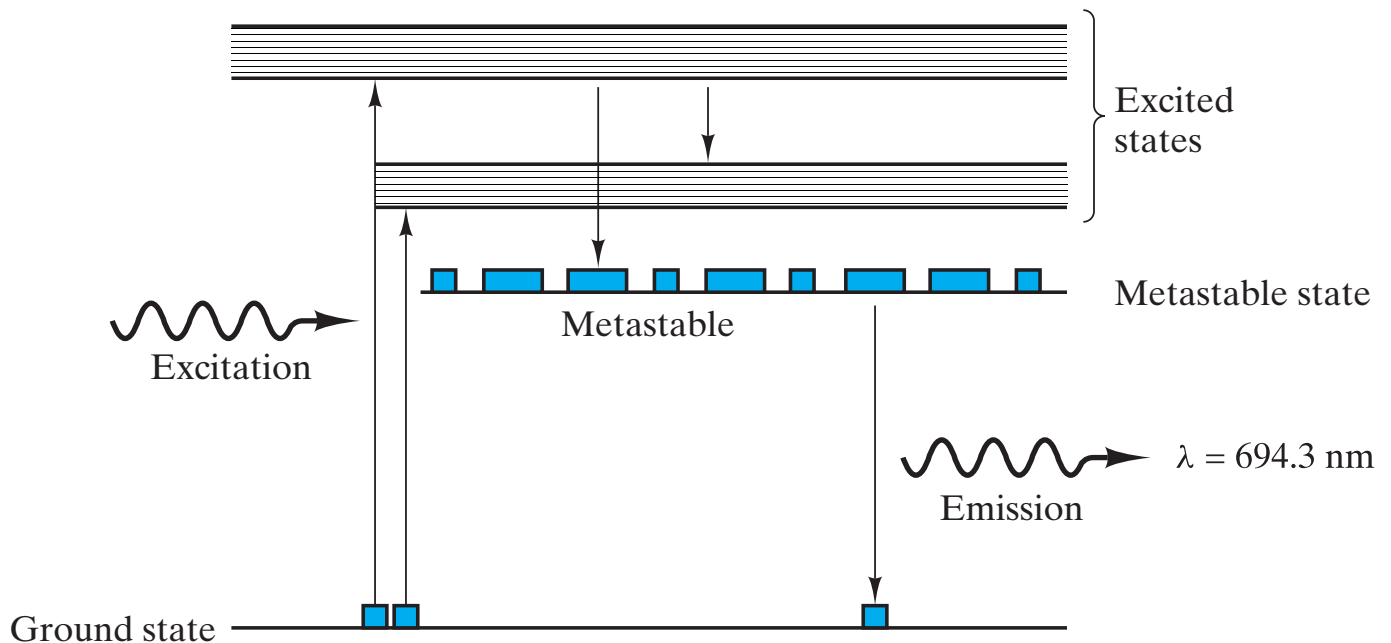 Excited
states
Metastable state
Metastable
Excitation
λ = 694.3 nm
Emission
Ground state